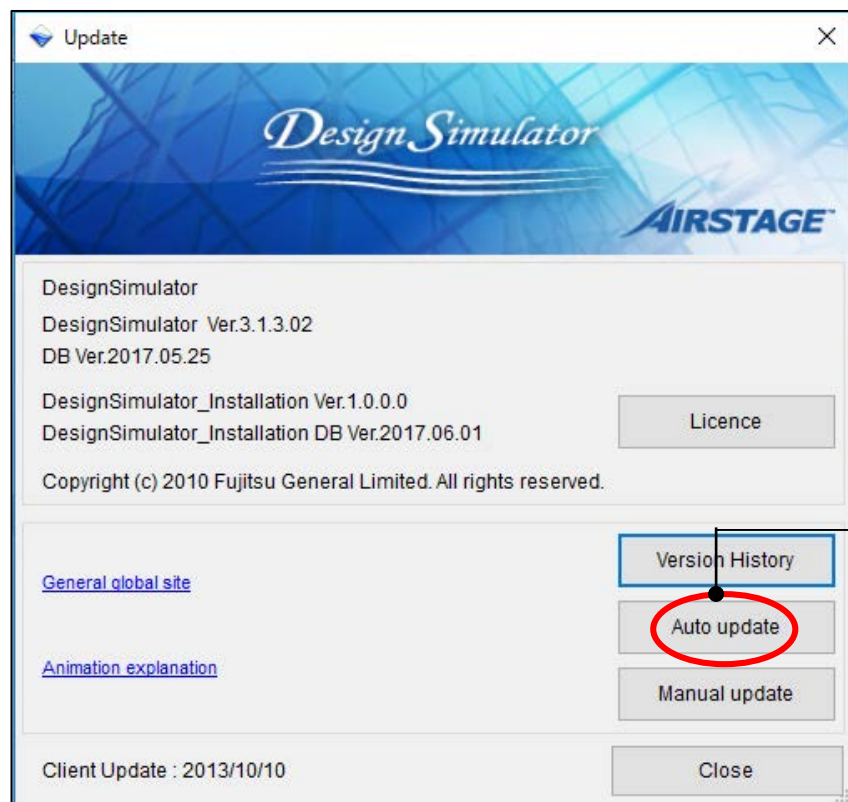 Update
Design Simulator
AIRSTAGE™
DesignSimulator
DesignSimulator Ver.3.1.3.02
DB Ver.2017.05.25
DesignSimulator_Installation Ver.1.0.0.0
DesignSimulator_Installation DB Ver.2017.06.01
Licence
Copyright (c) 2010 Fujitsu General Limited. All rights reserved.
Version History
General global site
Auto update
Animation explanation
Manual update
Client Update : 2013/10/10
Close